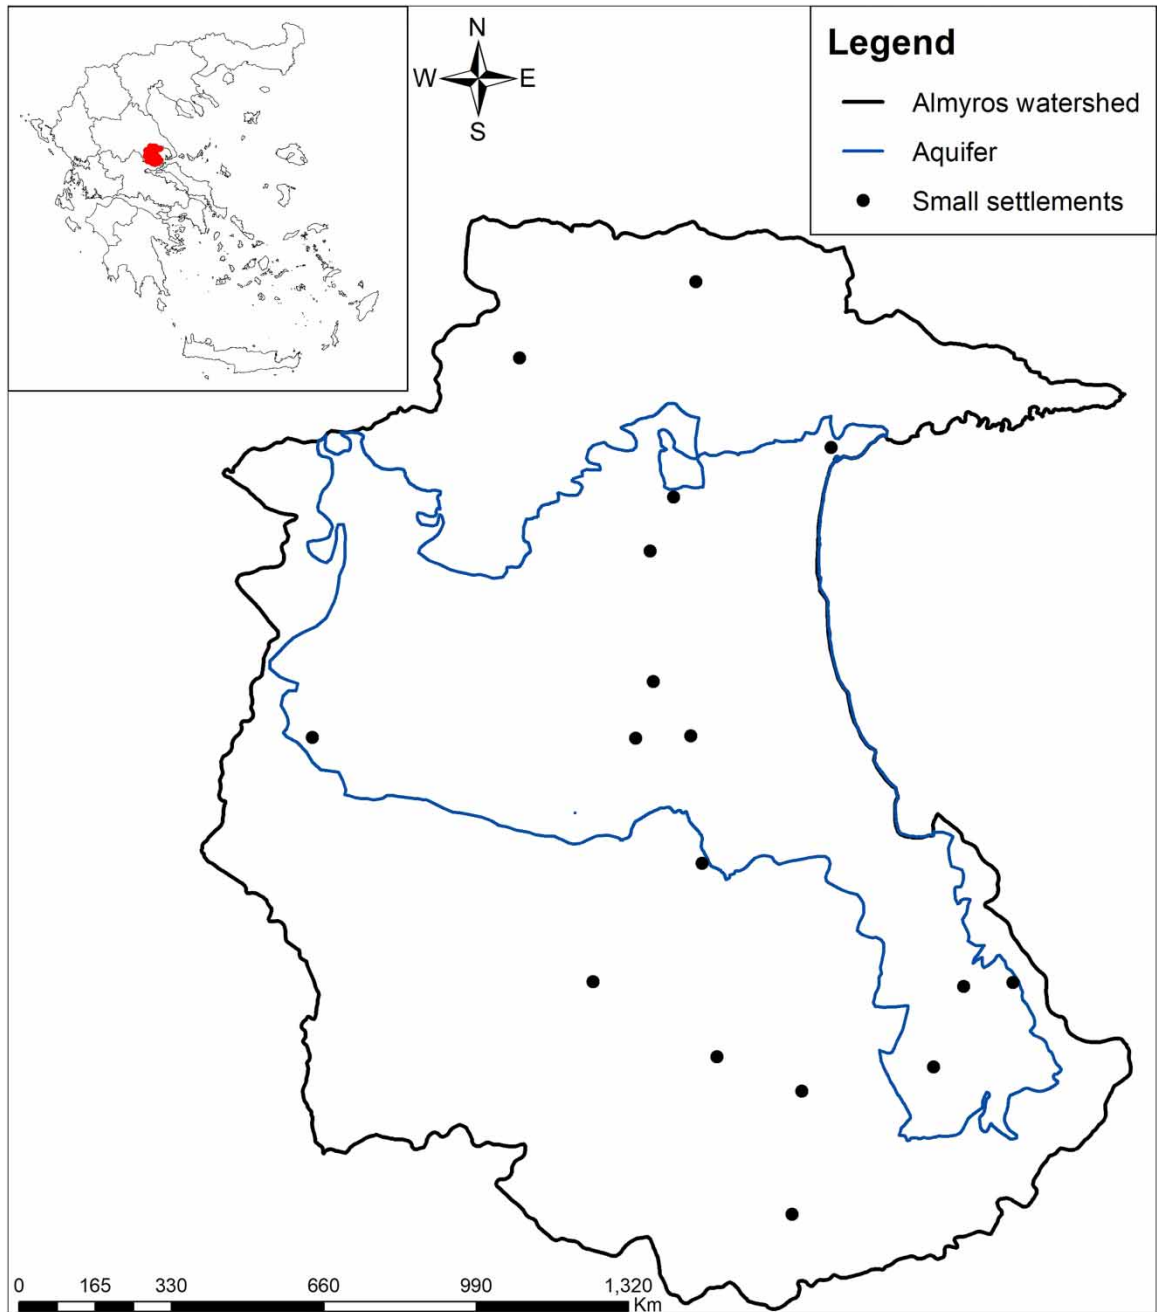 N
W E
S
Legend
Almyros watershed
Aquifer
Small settlements
0 165 330 660 990 1,320
Km